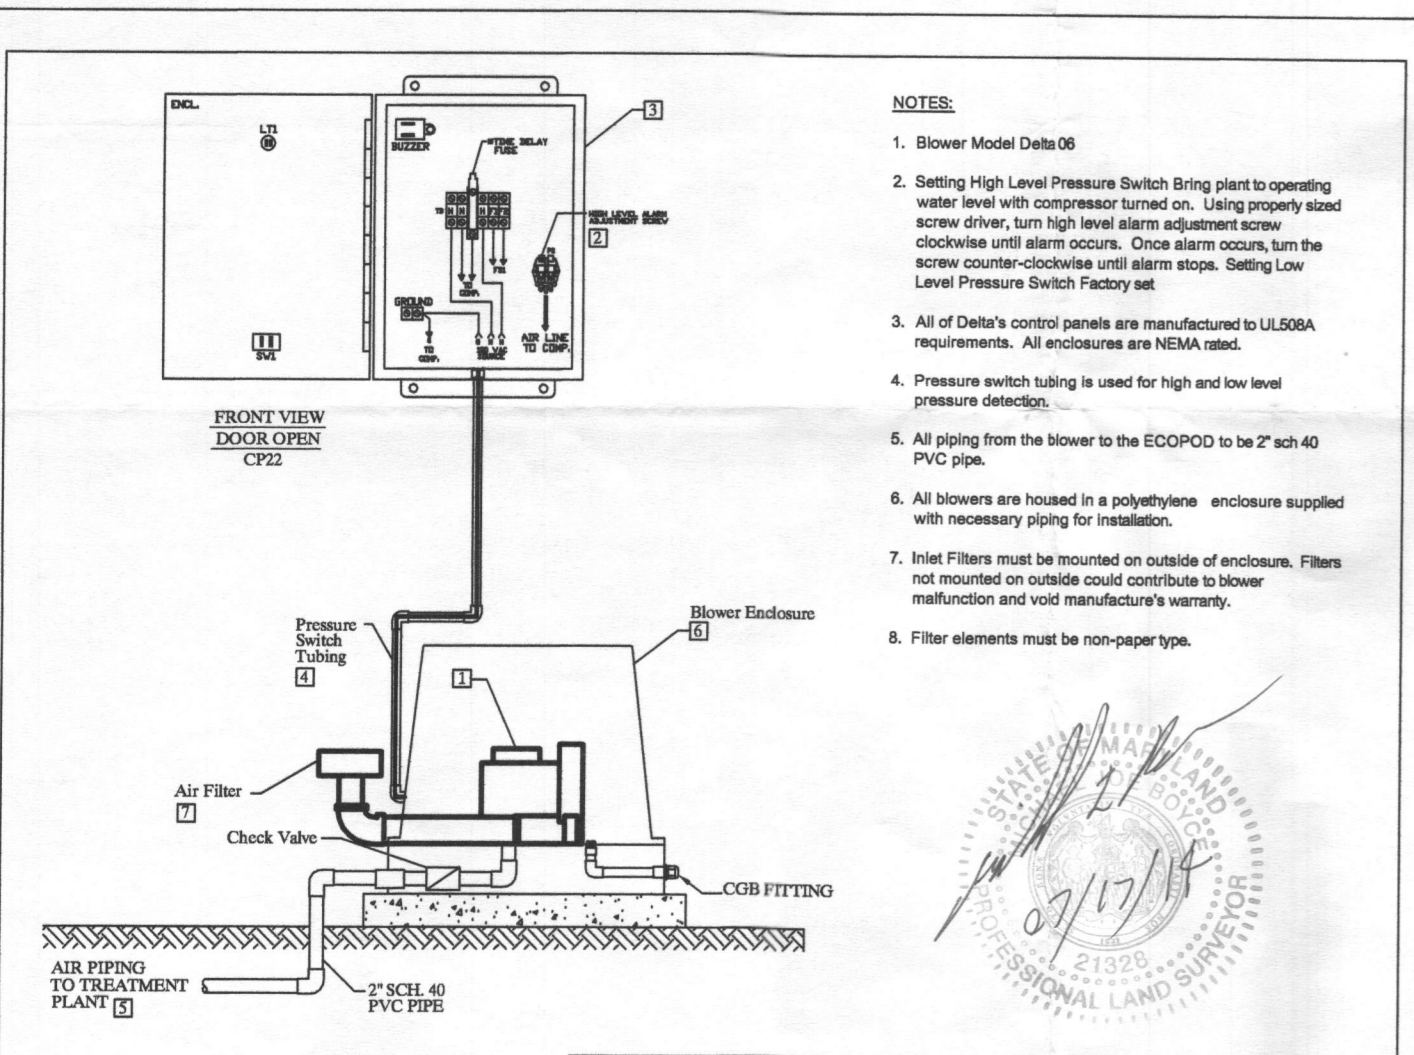 ENCL.
LT1
BUZZER
TIME DELAY
FUSE
3
TB
H H H
HIGH LEVEL ALARM
ADJUSTMENT SCREW
2
PS
FS1
TO
COMP.
GROUND
TO
COMP.
VAC
SOURCE
AIR LINE
TO COMP.
SW1
FRONT VIEW
DOOR OPEN
CP22
Pressure
Switch
Tubing
4
Blower Enclosure
6
1
Air Filter
7
Check Valve
CGB FITTING
AIR PIPING
TO TREATMENT
PLANT 5
2" SCH. 40
PVC PIPE
NOTES:
1. Blower Model Delta 06
2. Setting High Level Pressure Switch Bring plant to operating
water level with compressor turned on. Using properly sized
screw driver, turn high level alarm adjustment screw
clockwise until alarm occurs. Once alarm occurs, turn the
screw counter-clockwise until alarm stops. Setting Low
Level Pressure Switch Factory set
3. All of Delta's control panels are manufactured to UL508A
requirements. All enclosures are NEMA rated.
4. Pressure switch tubing is used for high and low level
pressure detection.
5. All piping from the blower to the ECOPOD to be 2" sch 40
PVC pipe.
6. All blowers are housed in a polyethylene enclosure supplied
with necessary piping for installation.
7. Inlet Filters must be mounted on outside of enclosure. Filters
not mounted on outside could contribute to blower
malfunction and void manufacture's warranty.
8. Filter elements must be non-paper type.
STATE OF MARYLAND
BOYCE
07/17/14
21328
PROFESSIONAL LAND SURVEYOR